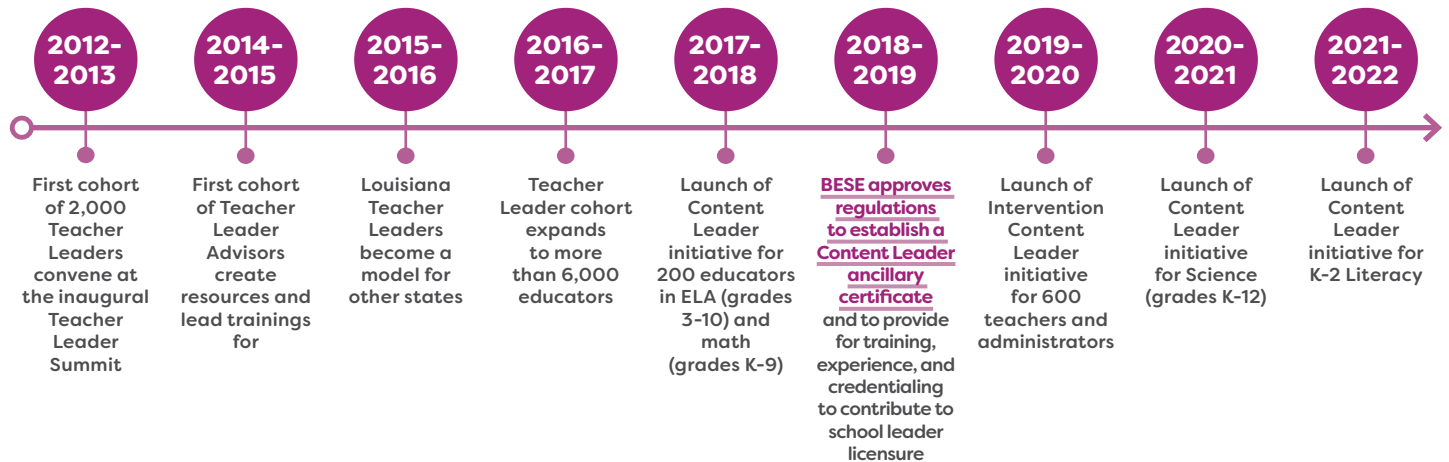 2012-
2013
First cohort
of 2,000
Teacher
Leaders
convene at
the inaugural
Teacher
Leader
Summit
2014-
2015
First cohort
of Teacher
Leader
Advisors
create
resources and
lead trainings
for
2015-
2016
Louisiana
Teacher
Leaders
become a
model for
other states
2016-
2017
Teacher
Leader cohort
expands
to more
than 6,000
educators
2017-
2018
Launch of
Content
Leader
initiative for
200 educators
in ELA (grades
3-10) and
math
(grades K-9)
2018-
2019
BESE approves
regulations
to establish a
Content Leader
ancillary
certificate
and to provide
for training,
experience, and
credentialing
to contribute to
school leader
licensure
2019-
2020
Launch of
Intervention
Content
Leader
initiative
for 600
teachers and
administrators
2020-
2021
Launch of
Content
Leader
initiative
for Science
(grades K-12)
2021-
2022
Launch of
Content
Leader
initiative for
K-2 Literacy